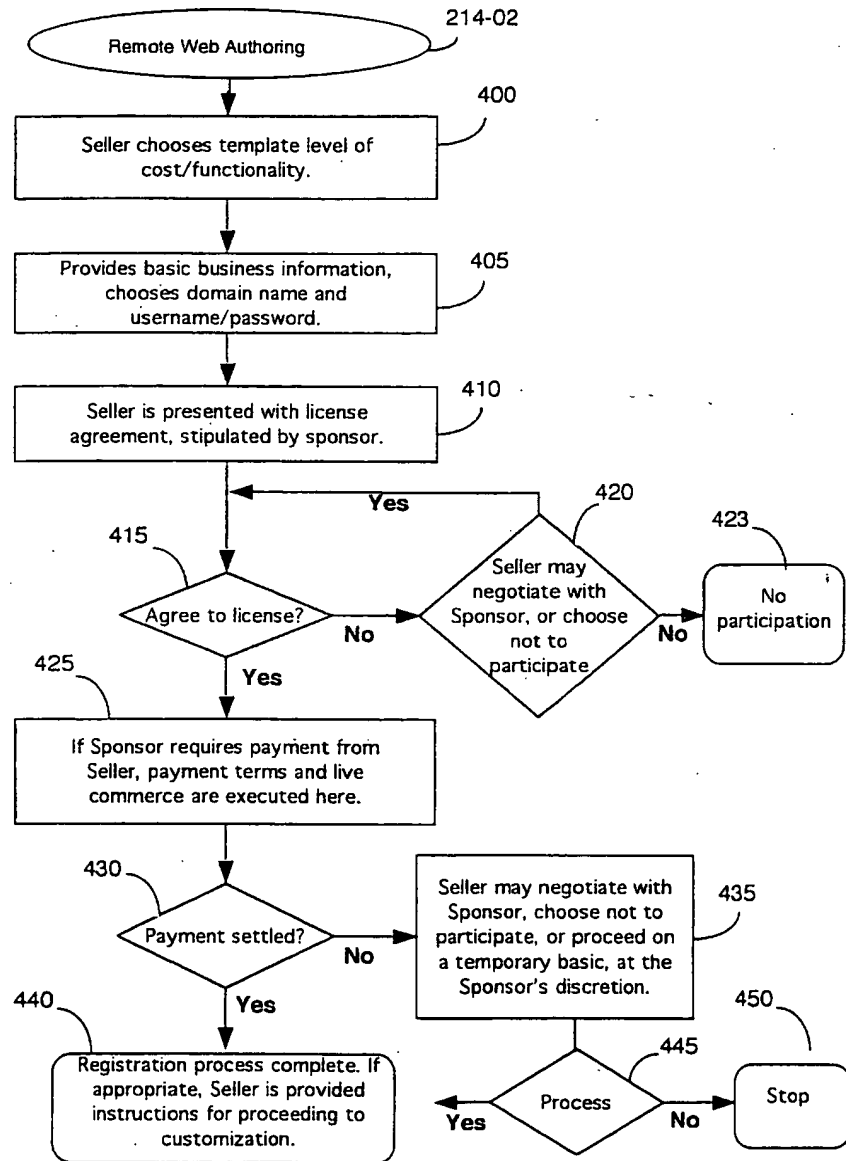 Remote Web Authoring
214-02
400
Seller chooses template level of
cost/functionality.
405
Provides basic business information,
chooses domain name and
username/password.
410
Seller is presented with license
agreement, stipulated by sponsor.
Yes
420
423
415
Seller may
negotiate with
Sponsor, or choose
not to
participate
No
participation
Agree to license?
No
No
Yes
425
If Sponsor requires payment from
Seller, payment terms and live
commerce are executed here.
430
Seller may negotiate with
Sponsor, choose not to
participate, or proceed on
a temporary basic, at the
Sponsor's discretion.
435
Payment settled?
No
Yes
440
450
445
Registration process complete. If
appropriate, Seller is provided
instructions for proceeding to
customization.
Yes
Process
No
Stop